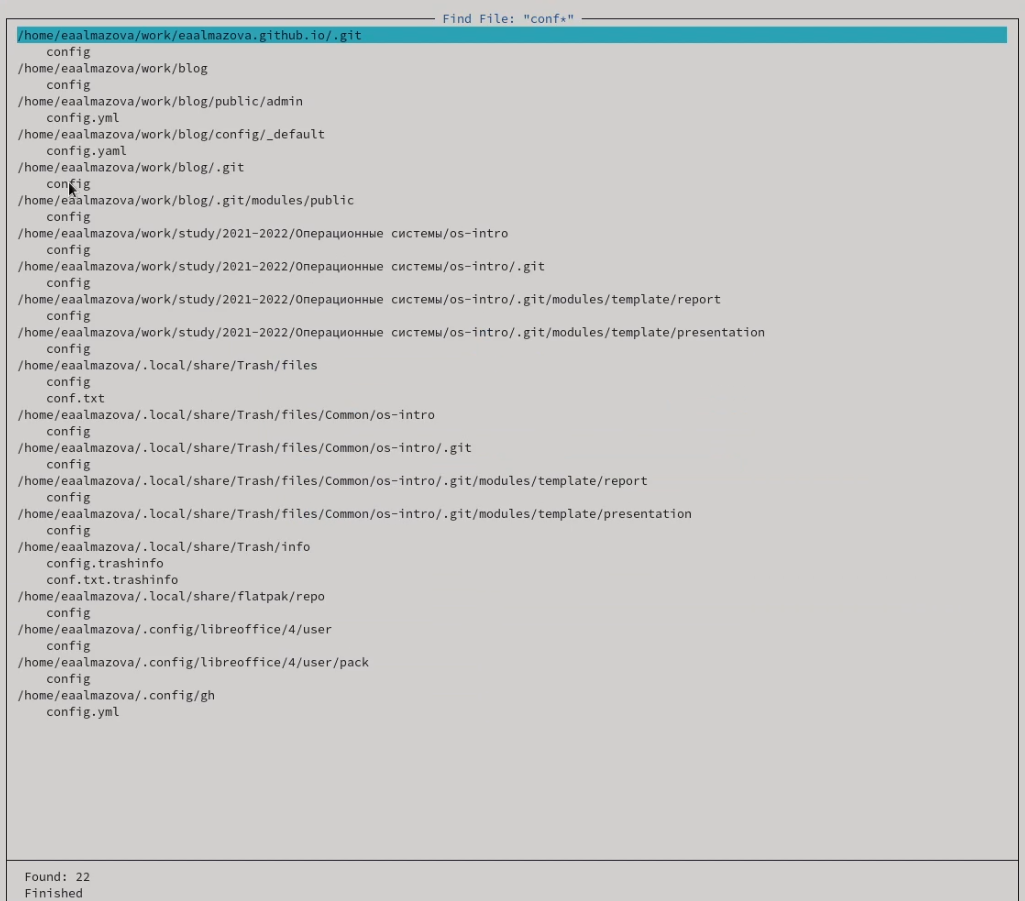 Find File: "conf*"
/home/eaalmazova/work/eaalmazova.github.io/.git
config
/home/eaalmazova/work/blog
config
/home/eaalmazova/work/blog/public/admin
config.yml
/home/eaalmazova/work/blog/config/_default
config.yaml
/home/eaalmazova/work/blog/.git
config
/home/eaalmazova/work/blog/.git/modules/public
config
/home/eaalmazova/work/study/2021-2022/Операционные системы/os-intro
config
/home/eaalmazova/work/study/2021-2022/Операционные системы/os-intro/.git
config
/home/eaalmazova/work/study/2021-2022/Операционные системы/os-intro/.git/modules/template/report
config
/home/eaalmazova/work/study/2021-2022/Операционные системы/os-intro/.git/modules/template/presentation
config
/home/eaalmazova/.local/share/Trash/files
config
conf.txt
/home/eaalmazova/.local/share/Trash/files/Common/os-intro
config
/home/eaalmazova/.local/share/Trash/files/Common/os-intro/.git
config
/home/eaalmazova/.local/share/Trash/files/Common/os-intro/.git/modules/template/report
config
/home/eaalmazova/.local/share/Trash/files/Common/os-intro/.git/modules/template/presentation
config
/home/eaalmazova/.local/share/Trash/info
config.trashinfo
conf.txt.trashinfo
/home/eaalmazova/.local/share/flatpak/repo
config
/home/eaalmazova/.config/libreoffice/4/user
config
/home/eaalmazova/.config/libreoffice/4/user/pack
config
/home/eaalmazova/.config/gh
config.yml
Found: 22
Finished